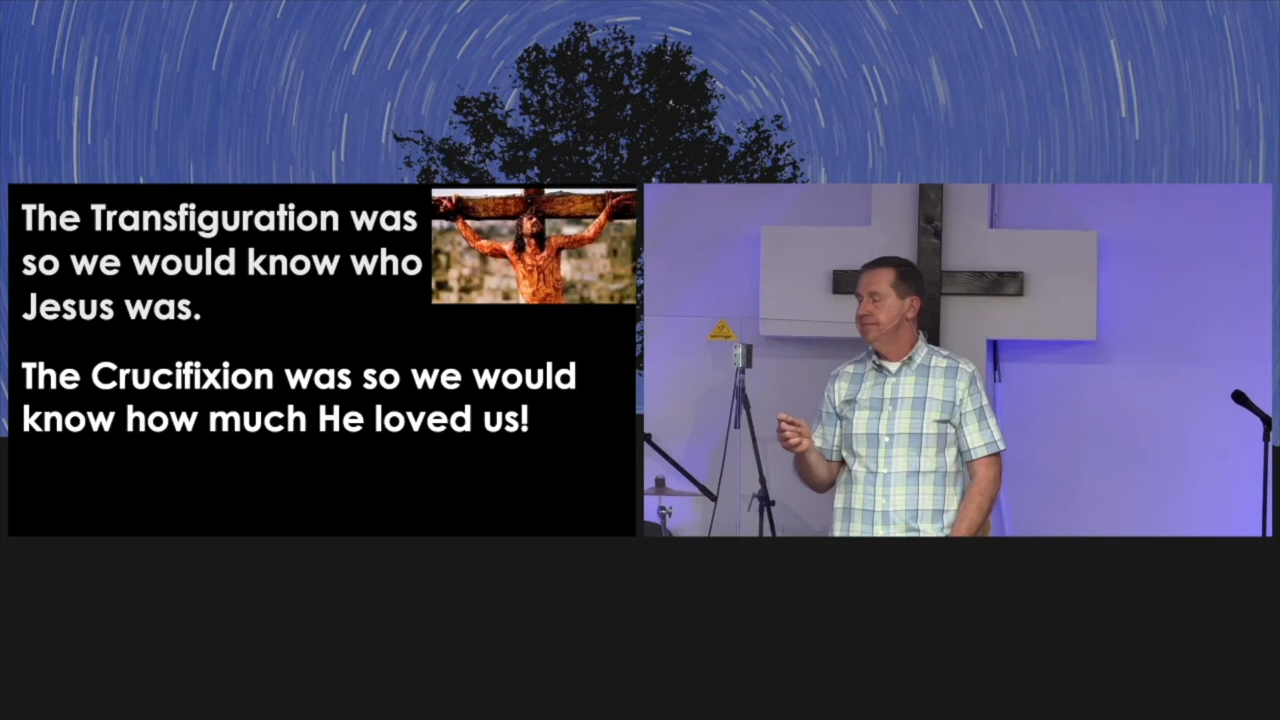 The Transfiguration was
so we would know who
Jesus was.
The Crucifixion was so we would
know how much He loved us!
behringer